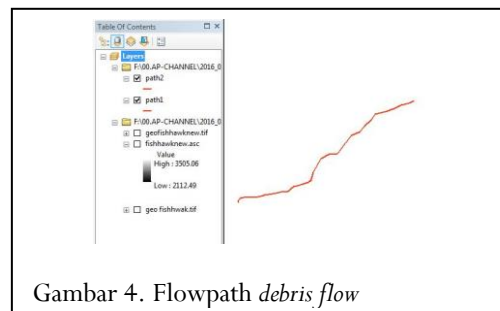 Table Of Contents
Layers
F:\00.AP-CHANNEL\2016_0
path2
path1
F:\00.AP-CHANNEL\2016_0
geofishhawknew.tif
fishhawknew.asc
Value
High : 3505.06
Low : 2112.49
geo fishhwak.tif
Gambar 4. Flowpath debris flow